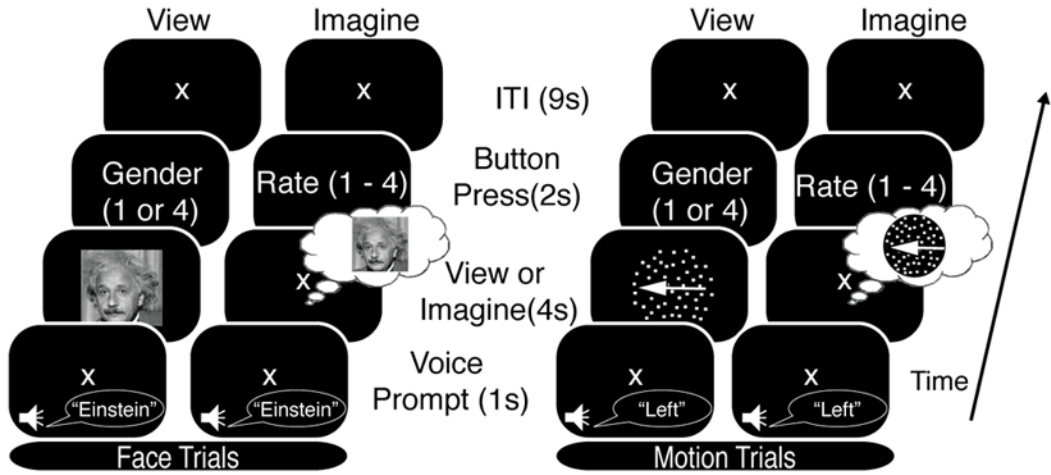 View
Imagine
View
Imagine
x
x
ITI (9s)
x
x
Gender
(1 or 4)
Rate (1 - 4)
Button
Press(2s)
Gender
(1 or 4)
Rate (1 - 4)
x
View or
Imagine(4s)
x
x
"Einstein"
x
"Einstein"
Voice
Prompt (1s)
x
"Left"
x
"Left"
Time
Face Trials
Motion Trials